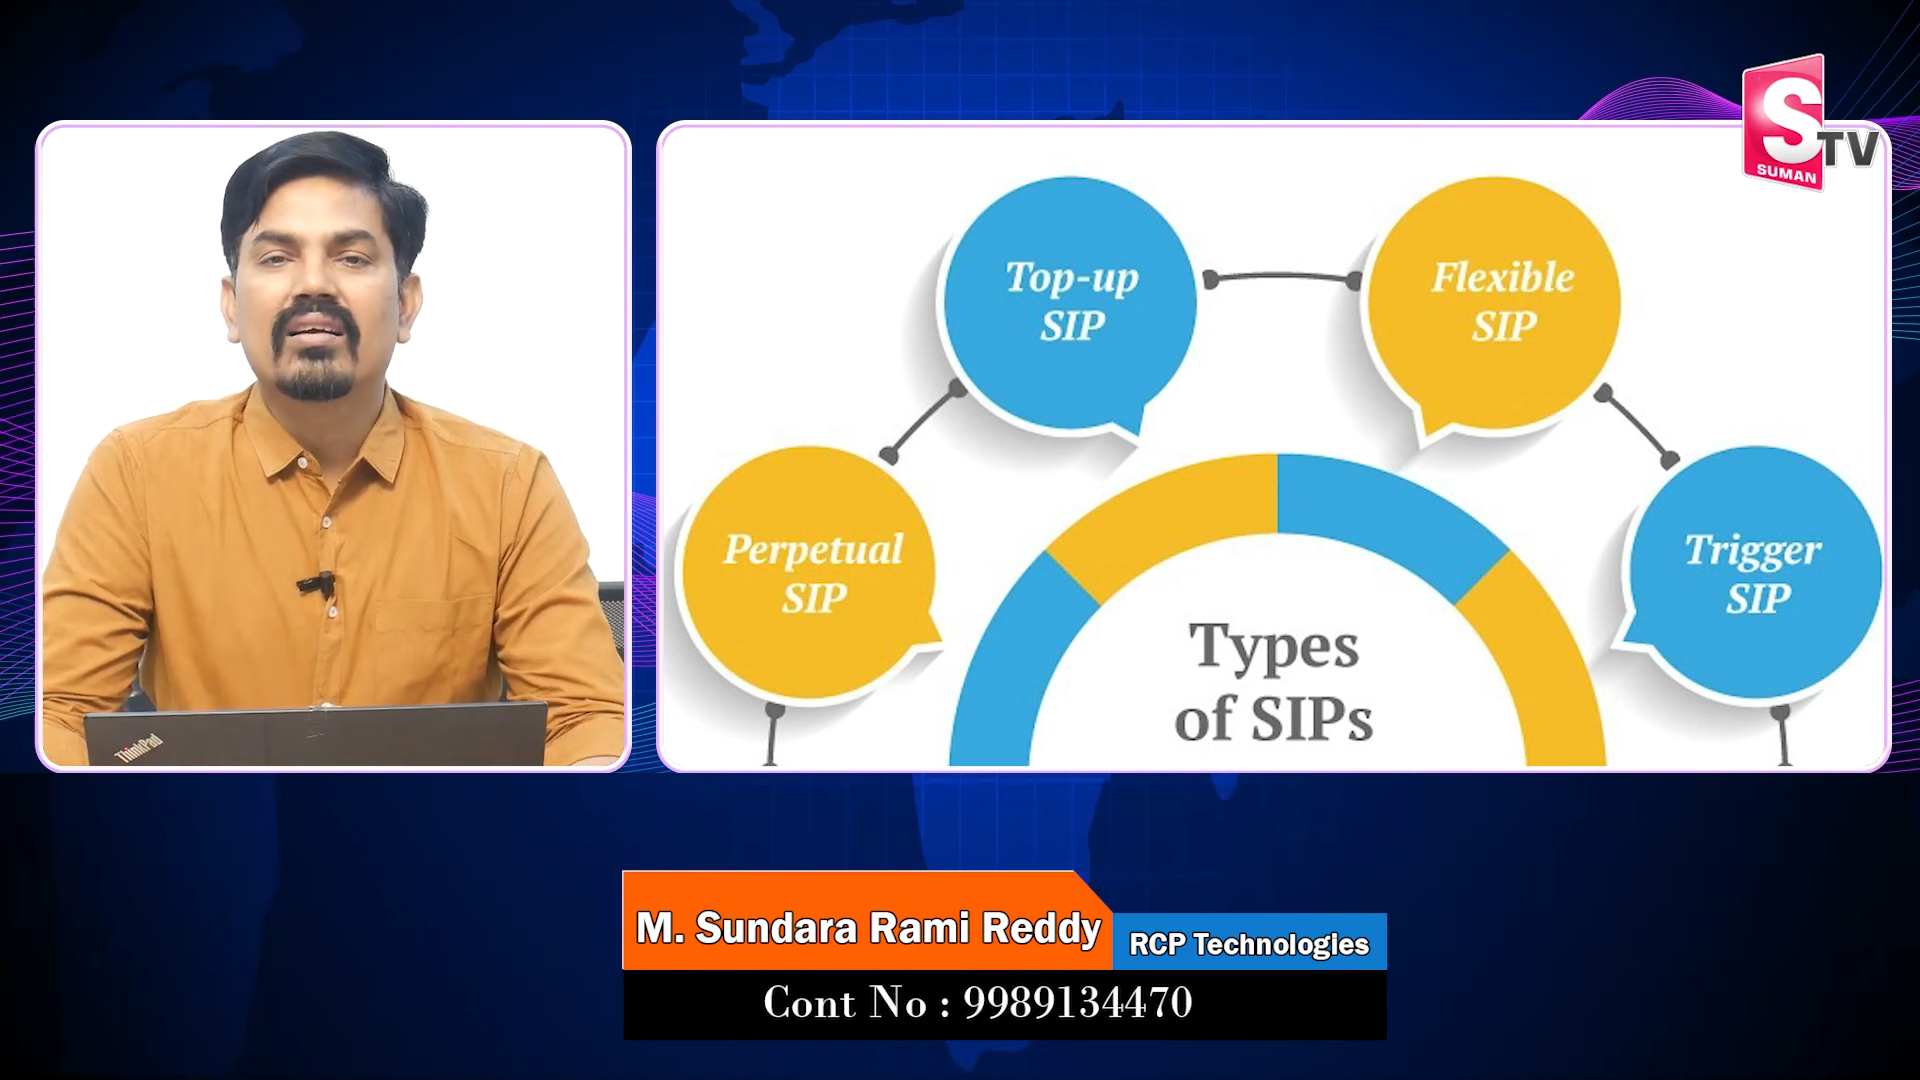 S
TV
SUMAN
Top-up
SIP
Flexible
SIP
Perpetual
SIP
Trigger
SIP
Types
of SIPs
ThinkPad
M. Sundara Rami Reddy
RCP Technologies
Cont No : 9989134470